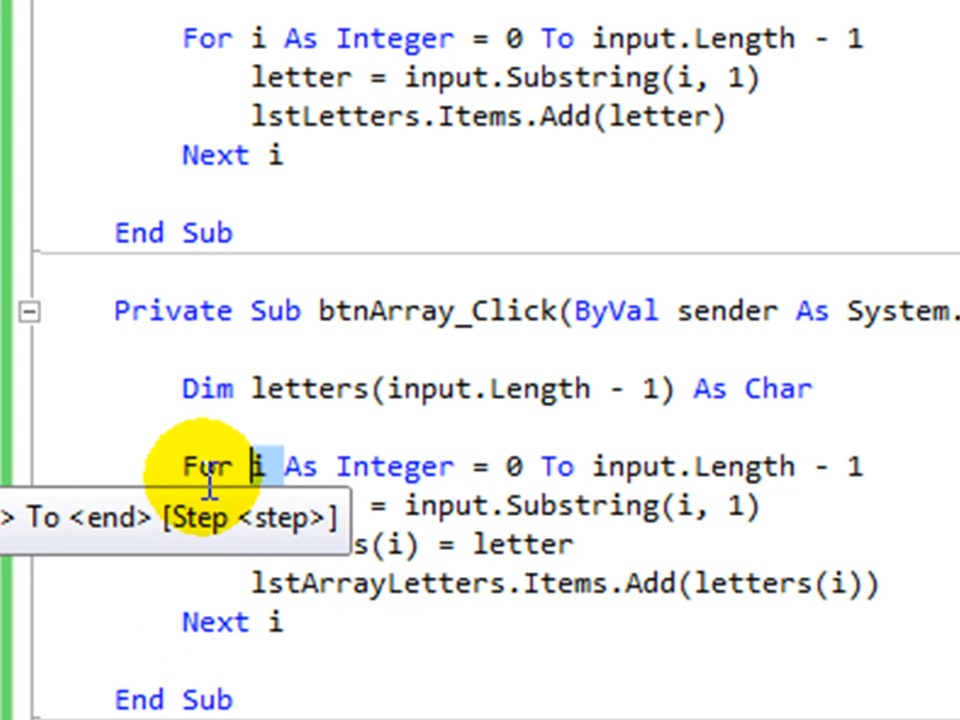 For i As Integer = 0 To input.Length - 1
letter = input.Substring(i, 1)
lstLetters.Items.Add(letter)
Next i
End Sub
Private Sub btnArray_Click(ByVal sender As System.
Dim letters(input.Length - 1) As Char
For i As Integer = 0 To input.Length - 1
= input.Substring(i, 1)
> To <end> [Step <step>]
s(i) = letter
lstArrayLetters.Items.Add(letters(i))
Next i
End Sub